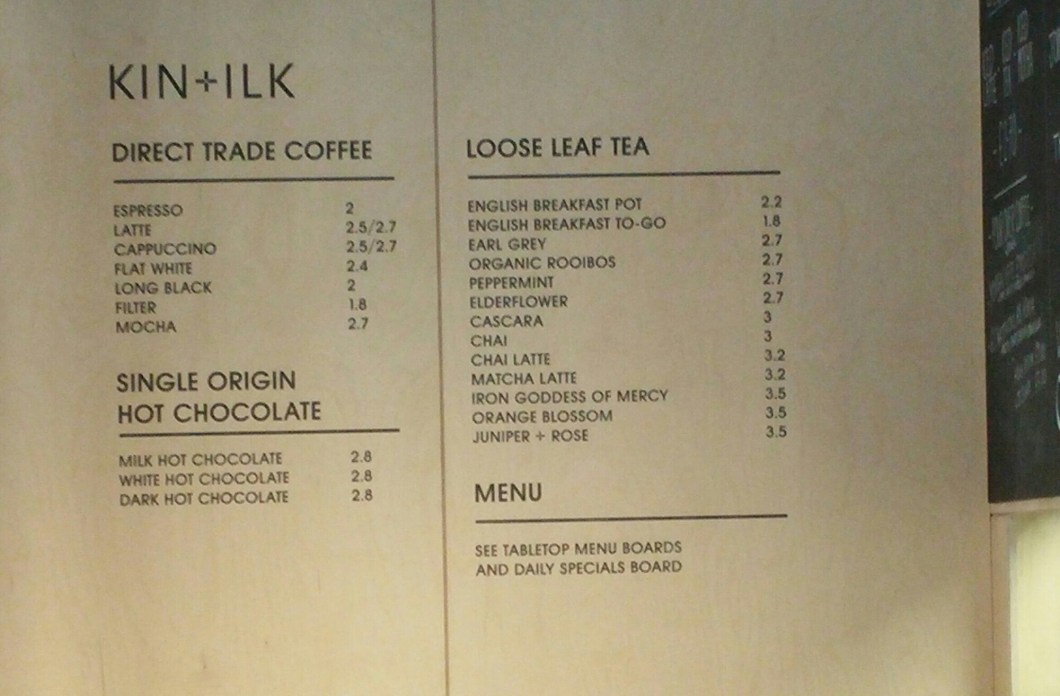 KIN+ILK
DIRECT TRADE COFFEE
ESPRESSO 2
LATTE 2.5/2.7
CAPPUCCINO 2.5/2.7
FLAT WHITE 2.4
LONG BLACK 2
FILTER 1.8
MOCHA 2.7
SINGLE ORIGIN
HOT CHOCOLATE
MILK HOT CHOCOLATE 2.8
WHITE HOT CHOCOLATE 2.8
DARK HOT CHOCOLATE 2.8
LOOSE LEAF TEA
ENGLISH BREAKFAST POT 2.2
ENGLISH BREAKFAST TO-GO 1.8
EARL GREY 2.7
ORGANIC ROOIBOS 2.7
PEPPERMINT 2.7
ELDERFLOWER 2.7
CASCARA 3
CHAI 3
CHAI LATTE 3.2
MATCHA LATTE 3.2
IRON GODDESS OF MERCY 3.5
ORANGE BLOSSOM 3.5
JUNIPER + ROSE 3.5
MENU
SEE TABLETOP MENU BOARDS
AND DAILY SPECIALS BOARD